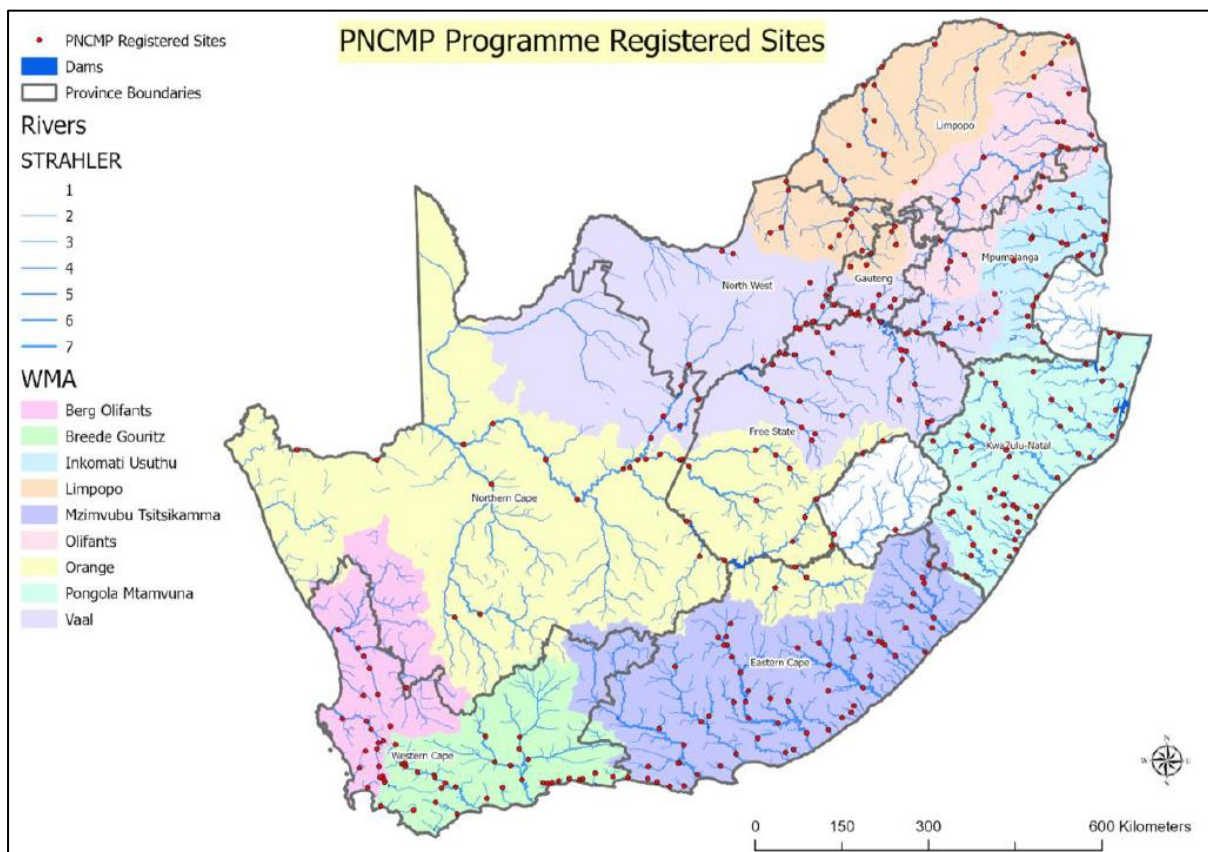 PNCMP Programme Registered Sites
PNCMP Registered Sites
Dams
Province Boundaries
Rivers
STRAHLER
1
2
3
4
5
6
7
WMA
Berg Olifants
Breede Gouritz
Inkomati Usuthu
Limpopo
Mzimvubu Tsitsikamma
Olifants
Orange
Pongola Mtamvuna
Vaal
Limpopo
Mpumalanga
North West
Gauteng
Free State
KwaZulu-Natal
Northern Cape
Eastern Cape
Western Cape
N
W E
S
0 150 300 600 Kilometers